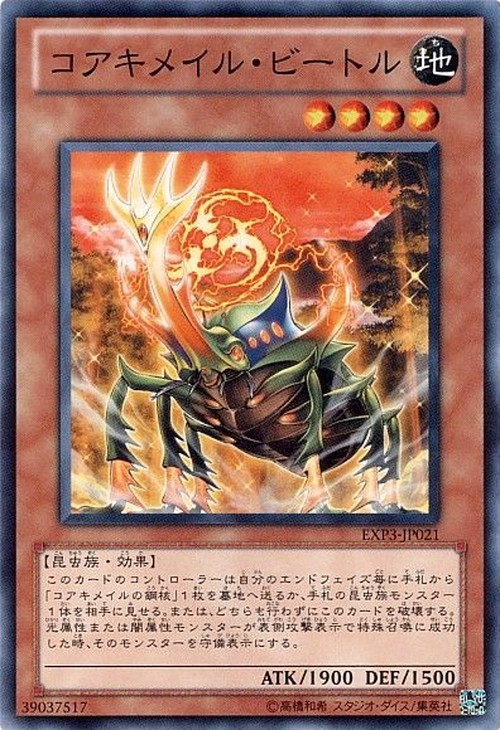 コアキメイル・ビートル
地
EXP3-JP021
【昆虫族・効果】
このカードのコントローラーは自分のエンドフェイズ毎に手札から
「コアキメイルの鋼核」1枚を墓地へ送るか、手札の昆虫族モンスター
1体を相手に見せる。または、どちらも行わずにこのカードを破壊する。
光属性または闇属性モンスターが表側攻撃表示で特殊召喚に成功
した時、そのモンスターを守備表示にする。
ATK/1900 DEF/1500
39037517 ©高橋和希 スタジオ・ダイス/集英社